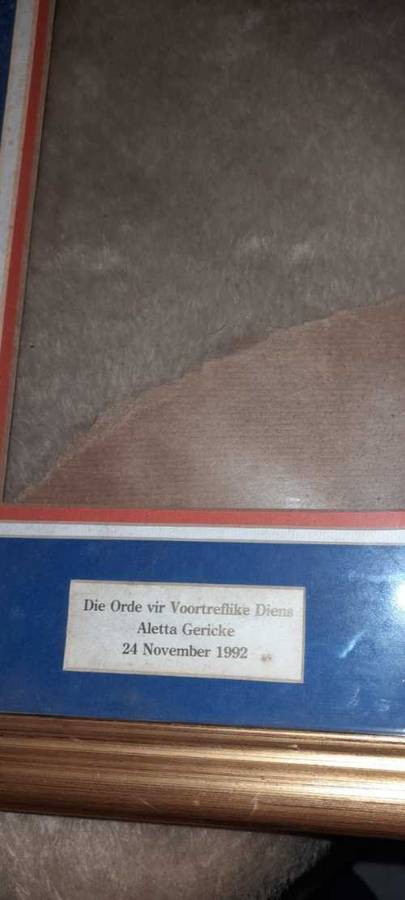 Die Orde vir Voortreflike Diens
Aletta Gericke
24 November 1992